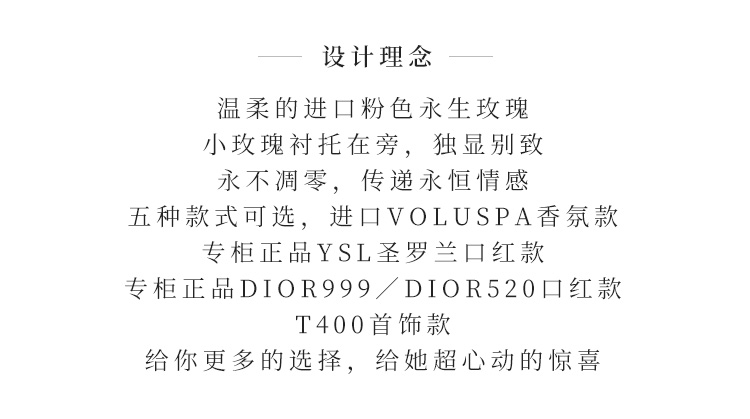 设计理念
温柔的进口粉色永生玫瑰
小玫瑰衬托在旁，独显别致
永不凋零，传递永恒情感
五种款式可选，进口VOLUSPA香氛款
专柜正品YSL圣罗兰口红款
专柜正品DIOR999／DIOR520口红款
T400首饰款
给你更多的选择，给她超心动的惊喜